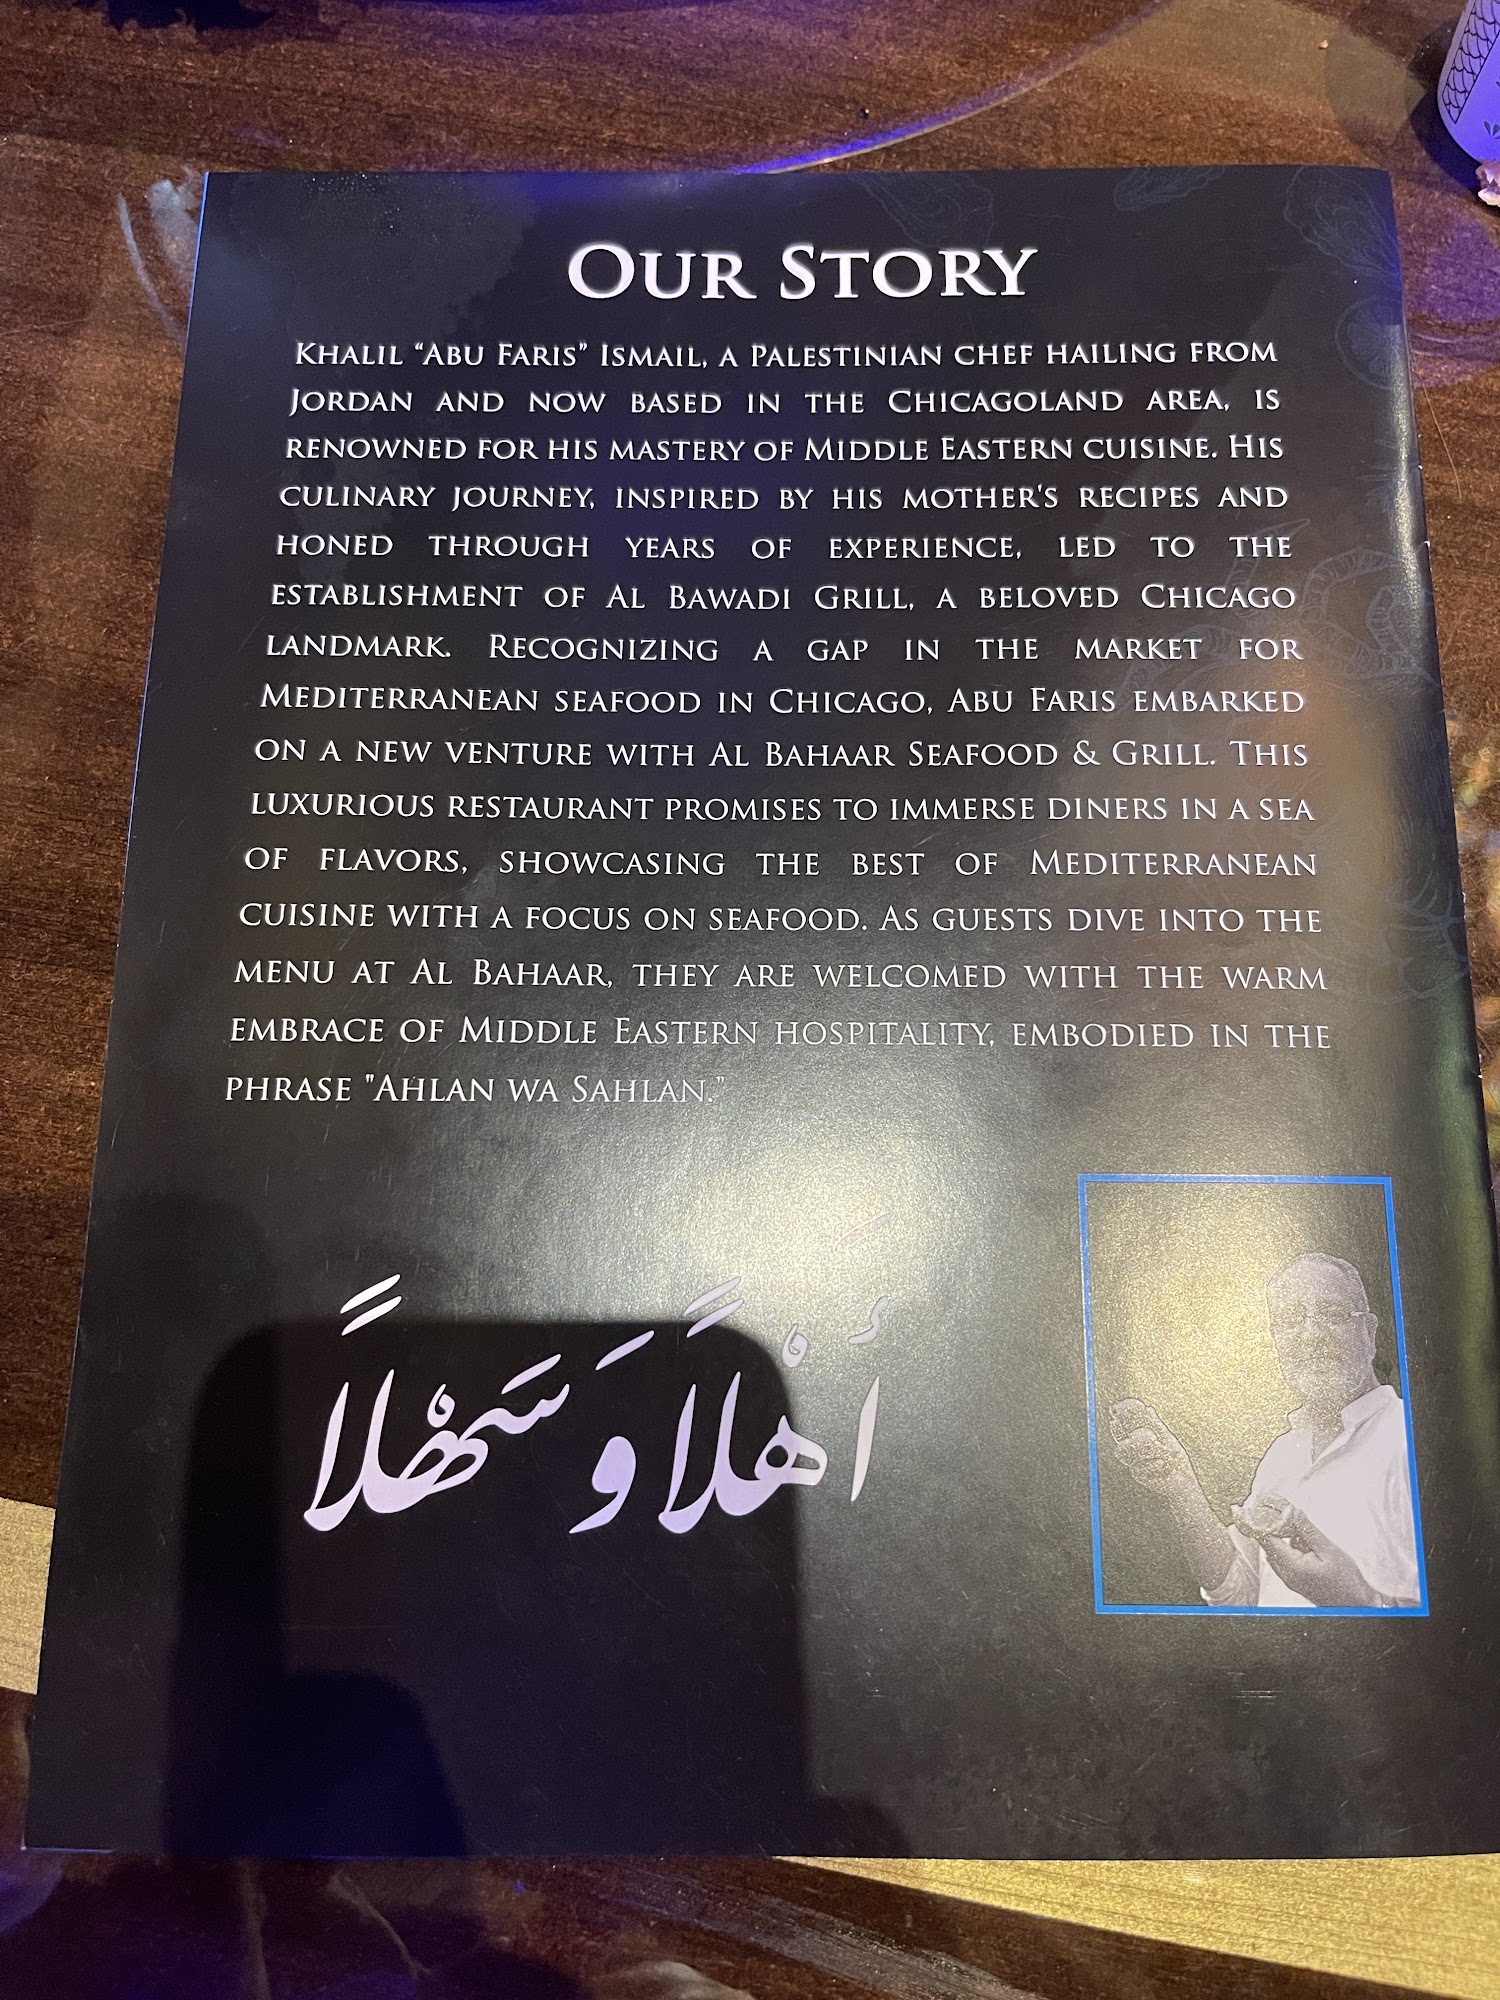 OUR STORY
KHALIL “ABU FARIS” ISMAIL, A PALESTINIAN CHEF HAILING FROM
JORDAN AND NOW BASED IN THE CHICAGOLAND AREA, IS
RENOWNED FOR HIS MASTERY OF MIDDLE EASTERN CUISINE. HIS
CULINARY JOURNEY, INSPIRED BY HIS MOTHER'S RECIPES AND
HONED THROUGH YEARS OF EXPERIENCE, LED TO THE
ESTABLISHMENT OF AL BAWADI GRILL, A BELOVED CHICAGO
LANDMARK. RECOGNIZING A GAP IN THE MARKET FOR
MEDITERRANEAN SEAFOOD IN CHICAGO, ABU FARIS EMBARKED
ON A NEW VENTURE WITH AL BAHAAR SEAFOOD & GRILL. THIS
LUXURIOUS RESTAURANT PROMISES TO IMMERSE DINERS IN A SEA
OF FLAVORS, SHOWCASING THE BEST OF MEDITERRANEAN
CUISINE WITH A FOCUS ON SEAFOOD. AS GUESTS DIVE INTO THE
MENU AT AL BAHAAR, THEY ARE WELCOMED WITH THE WARM
EMBRACE OF MIDDLE EASTERN HOSPITALITY, EMBODIED IN THE
PHRASE "AHLAN WA SAHLAN."
أَهْلاً وَ سَهْلاً